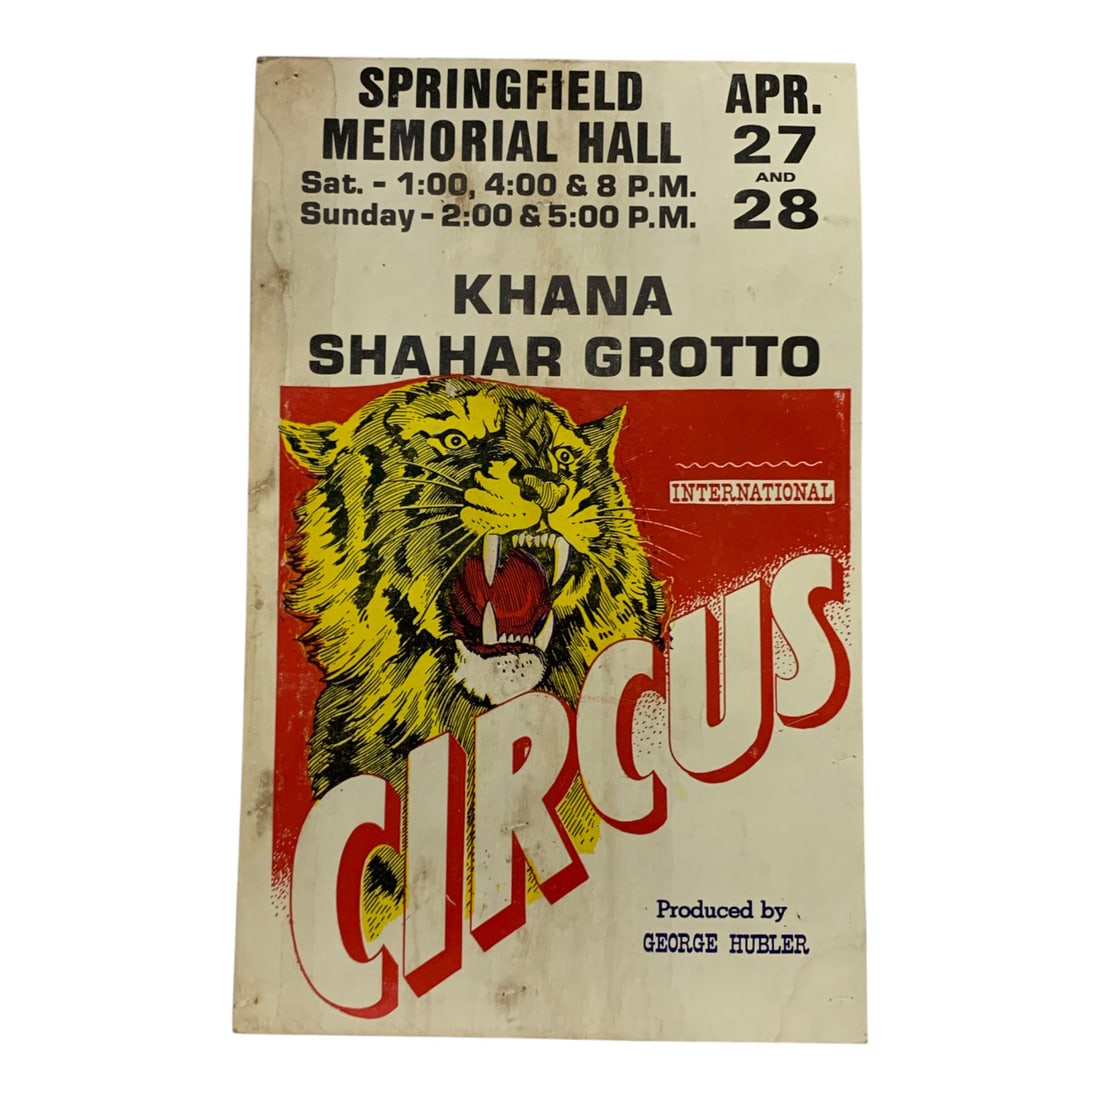 SPRINGFIELD
MEMORIAL HALL
Sat. - 1:00, 4:00 & 8 P.M.
Sunday - 2:00 & 5:00 P.M.
APR.
27
AND
28
KHANA
SHAHAR GROTTO
INTERNATIONAL
CIRCUS
Produced by
GEORGE HUBLER